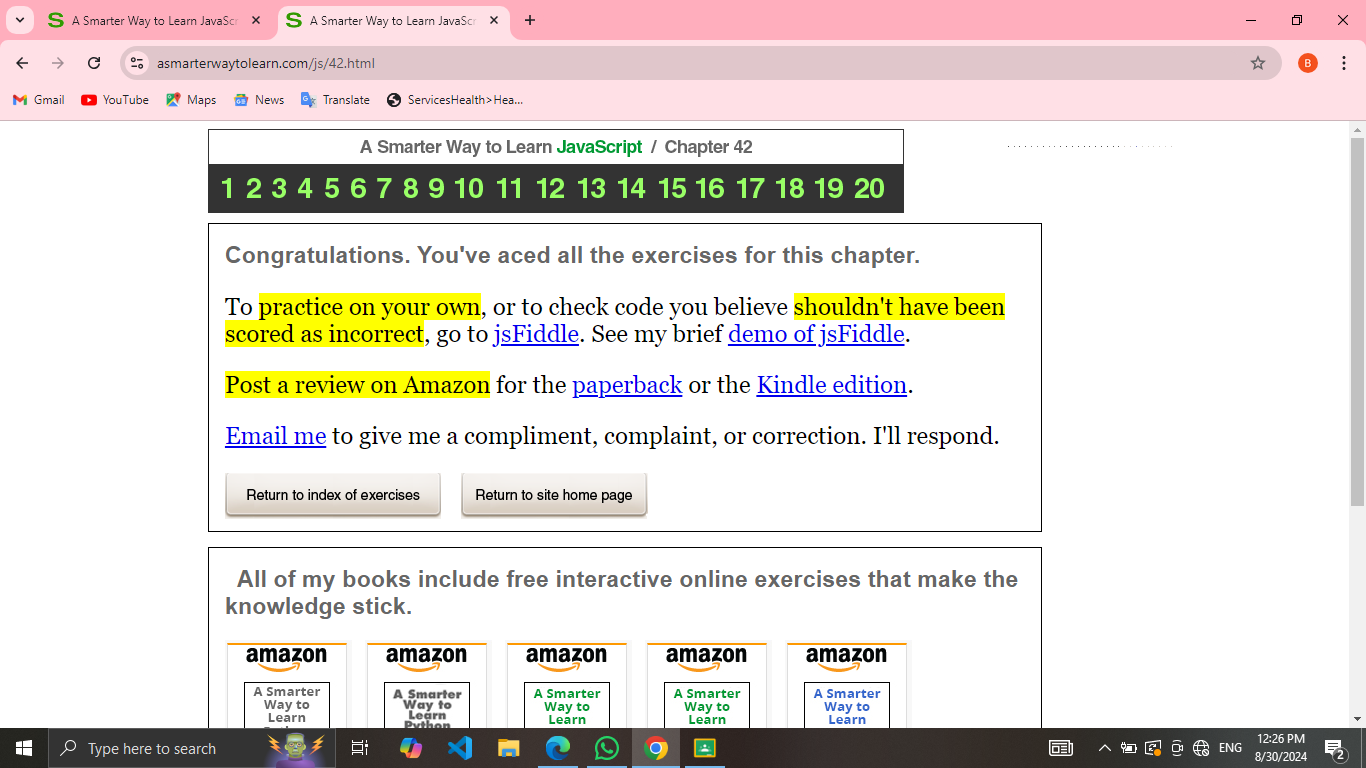 A Smarter Way to Learn JavaSc
A Smarter Way to Learn JavaSc
asmarterwaytolearn.com/js/42.html
B
Gmail YouTube Maps News Translate ServicesHealth>Hea...
A Smarter Way to Learn JavaScript / Chapter 42
1 2 3 4 5 6 7 8 9 10 11 12 13 14 15 16 17 18 19 20
Congratulations. You've aced all the exercises for this chapter.
To practice on your own, or to check code you believe shouldn't have been
scored as incorrect, go to jsFiddle. See my brief demo of jsFiddle.
Post a review on Amazon for the paperback or the Kindle edition.
Email me to give me a compliment, complaint, or correction. I'll respond.
Return to index of exercises Return to site home page
All of my books include free interactive online exercises that make the
knowledge stick.
amazon amazon amazon amazon amazon
A Smarter A Smarter A Smarter A Smarter A Smarter
Way to Way to Way to Way to Way to
Learn Learn Learn Learn Learn
Python
Type here to search
ENG
12:26 PM
8/30/2024
2